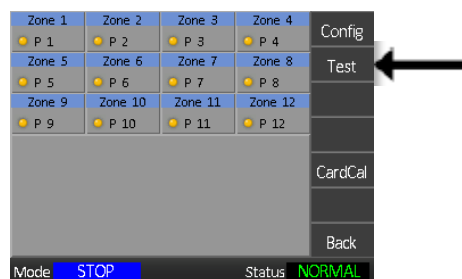 Zone 1 Zone 2 Zone 3 Zone 4 Config
P 1 P 2 P 3 P 4
Zone 5 Zone 6 Zone 7 Zone 8 Test
P 5 P 6 P 7 P 8
Zone 9 Zone 10 Zone 11 Zone 12
P 9 P 10 P 11 P 12
CardCal
Back
Mode STOP Status NORMAL